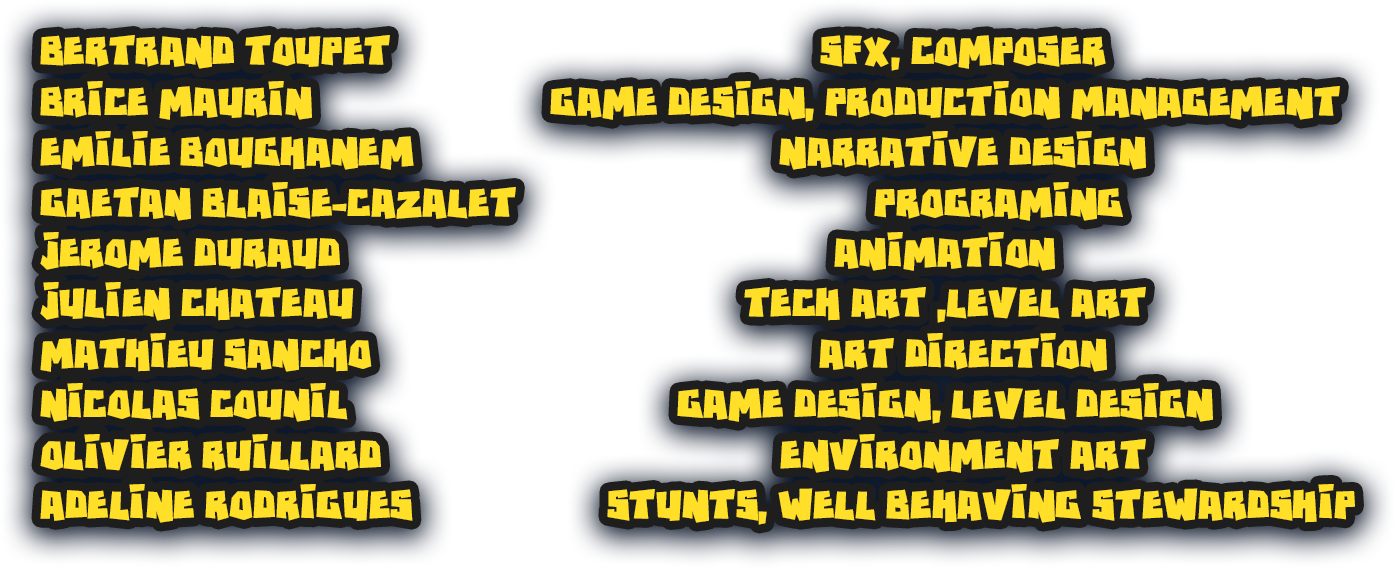 BERTRAND TOUPET SFX, COMPOSER
BRICE MAURIN GAME DESIGN, PRODUCTION MANAGEMENT
EMILIE BOUGHANEM NARRATIVE DESIGN
GAETAN BLAISE-CAZALET PROGRAMING
JEROME DURAUD ANIMATION
JULIEN CHATEAU TECH ART ,LEVEL ART
MATHIEU SANCHO ART DIRECTION
NICOLAS COUNIL GAME DESIGN, LEVEL DESIGN
OLIVIER RUILLARD ENVIRONMENT ART
ADELINE RODRIGUES STUNTS, WELL BEHAVING STEWARDSHIP